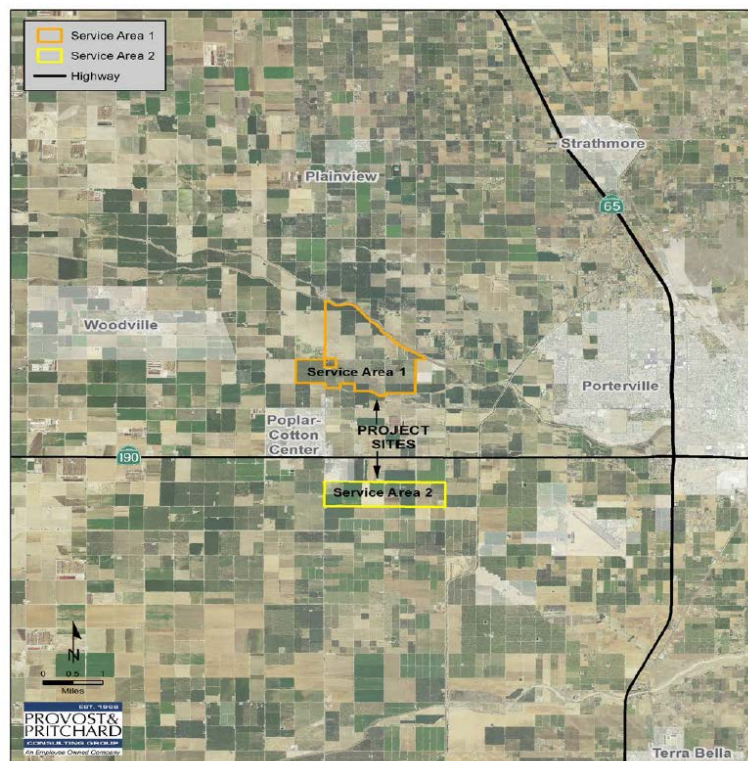 Service Area 1
Service Area 2
Highway
Strathmore
Plainview
65
Woodville
Service Area 1
Porterville
Poplar-
Cotton
Center
PROJECT
SITES
190
Service Area 2
N
0 0.5 1
Miles
EST. 1968
PROVOST&
PRITCHARD
CONSULTING GROUP
An Employee Owned Company
Terra Bella